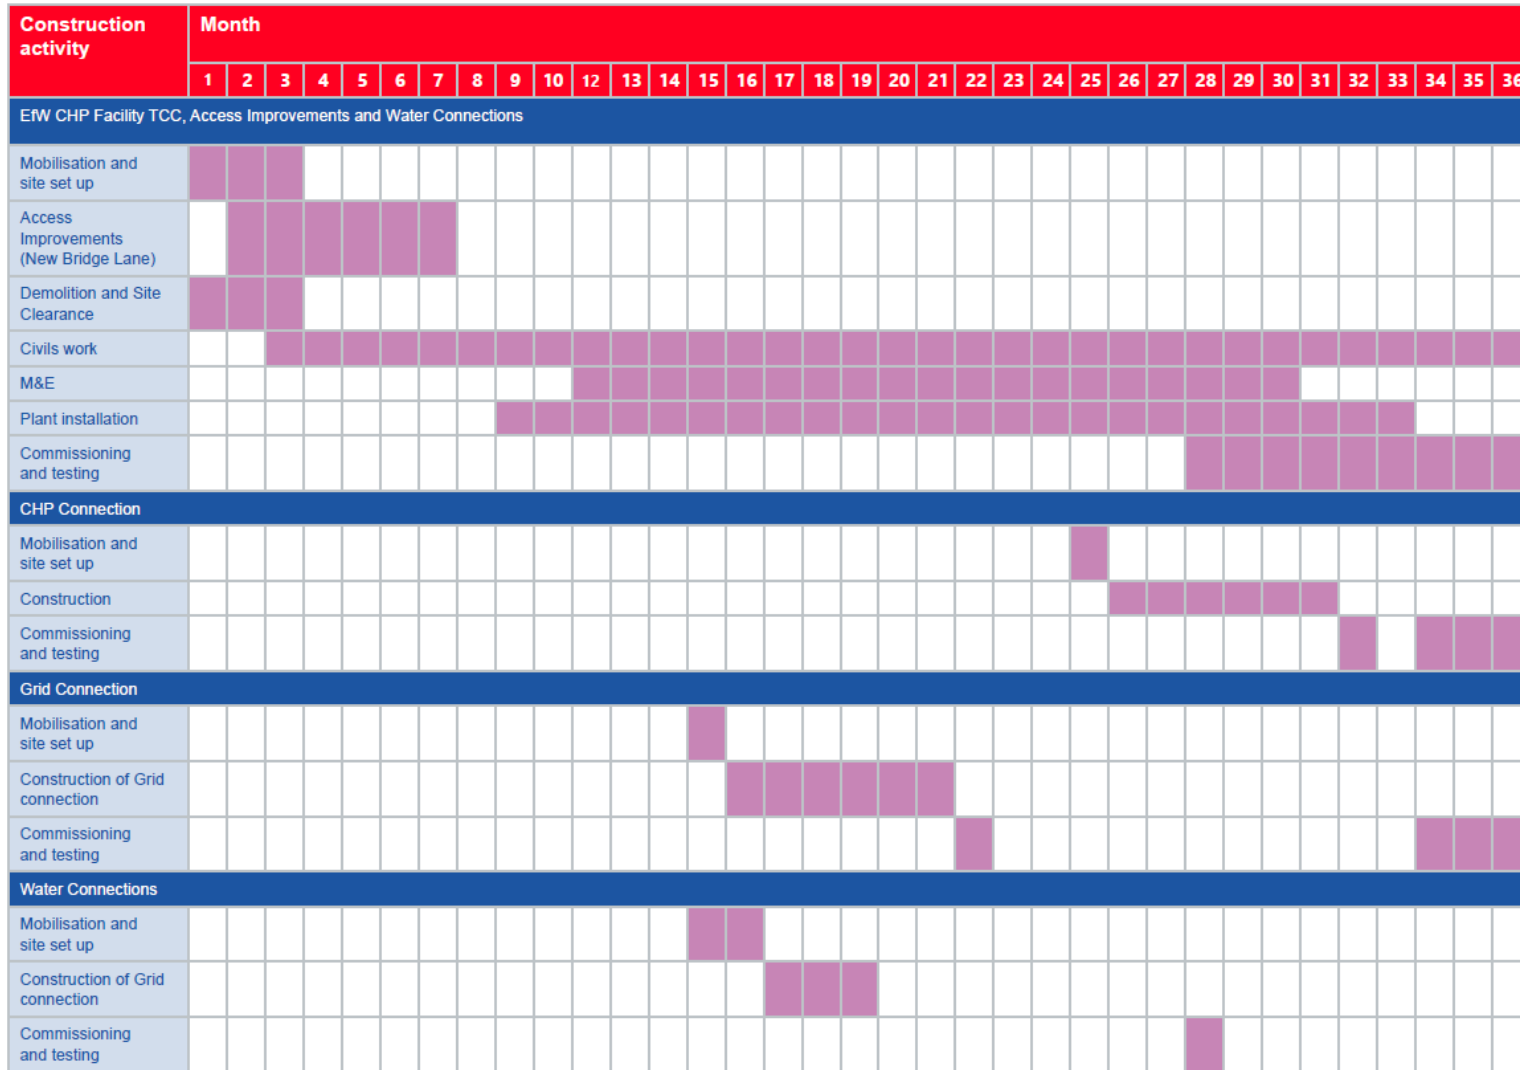 Construction
activity
Month
1 2 3 4 5 6 7 8 9 10 12 13 14 15 16 17 18 19 20 21 22 23 24 25 26 27 28 29 30 31 32 33 34 35 36
EfW CHP Facility TCC, Access Improvements and Water Connections
Mobilisation and
site set up
Access
Improvements
(New Bridge Lane)
Demolition and Site
Clearance
Civils work
M&E
Plant installation
Commissioning
and testing
CHP Connection
Mobilisation and
site set up
Construction
Commissioning
and testing
Grid Connection
Mobilisation and
site set up
Construction of Grid
connection
Commissioning
and testing
Water Connections
Mobilisation and
site set up
Construction of Grid
connection
Commissioning
and testing